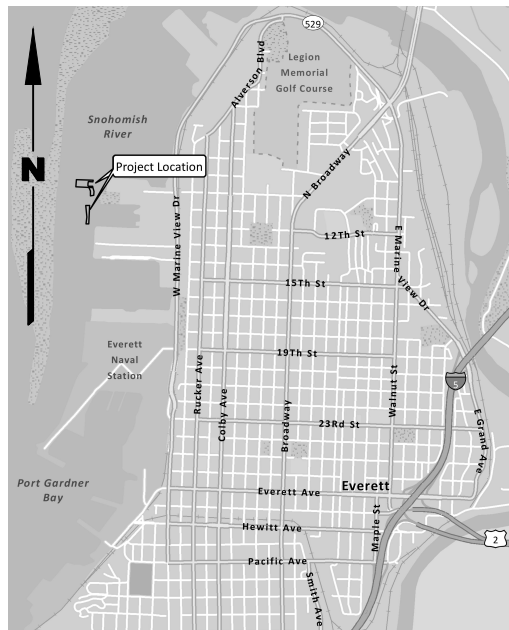 529
Alverson Blvd
Legion
Memorial
Golf Course
Snohomish
River
N
Project Location
N Broadway
W Marine View Dr
12Th St
E Marine View Dr
15Th St
Everett
Naval
Station
19Th St
5
Rucker Ave
Colby Ave
Broadway
Walnut St
23Rd St
E Grand Ave
Port Gardner
Bay
Everett
Everett Ave
Hewitt Ave
Maple St
2
Pacific Ave
Smith Ave